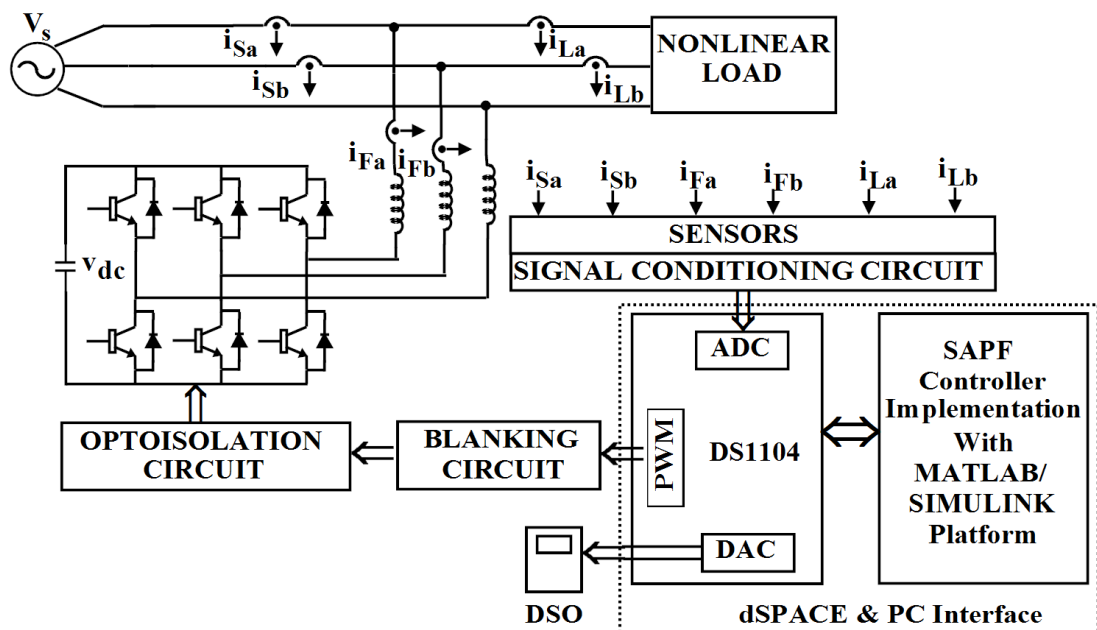 Vs
iSa
iLa
NONLINEAR
LOAD
iSb
iLb
iFa
iFb
iSa
iSb
iFa
iFb
iLa
iLb
SENSORS
SIGNAL CONDITIONING CIRCUIT
vdc
ADC
SAPF
Controller
Implementation
With
MATLAB/
SIMULINK
Platform
OPTOISOLATION
CIRCUIT
BLANKING
CIRCUIT
PWM
DS1104
DAC
DSO
dSPACE & PC Interface